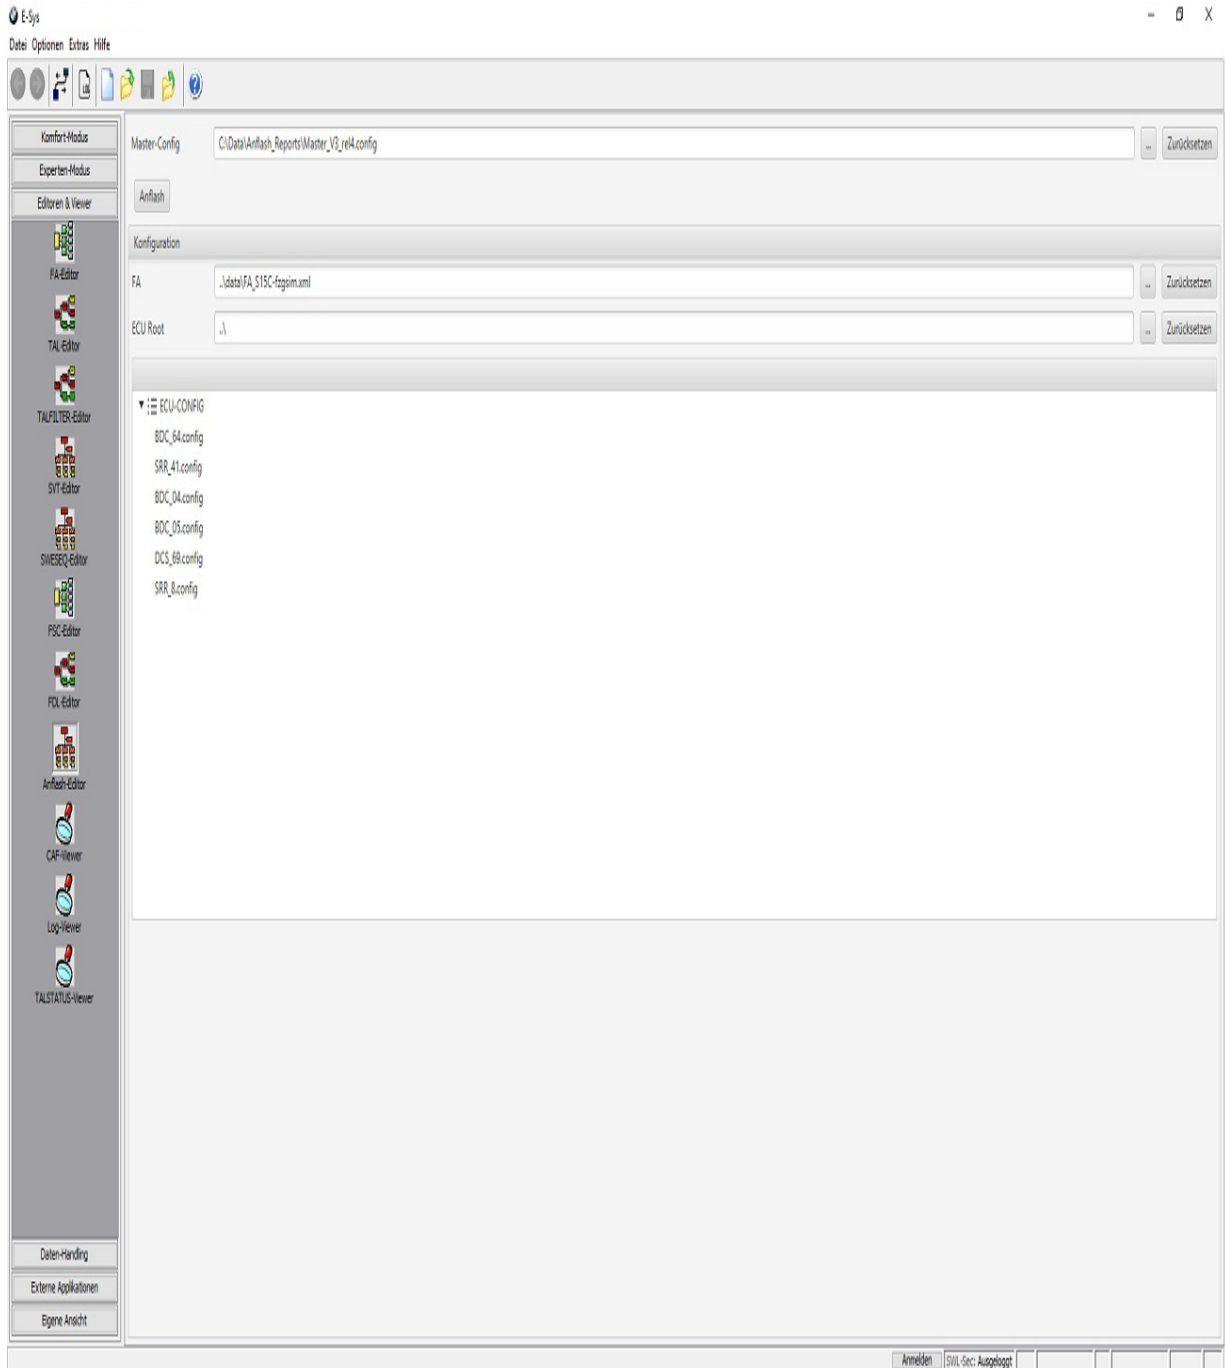 E-Sys
Datei Optionen Extras Hilfe
LOG
Komfort-Modus
Experten-Modus
Editoren & Viewer
FA-Editor
TAL-Editor
TALFILTER-Editor
SVT-Editor
SWESEQ-Editor
FSC-Editor
FDL-Editor
Anflash-Editor
CAF-Viewer
Log-Viewer
TALSTATUS-Viewer
Daten-Handling
Externe Applikationen
Eigene Ansicht
Master-Config C:\Data\Anflash_Reports\Master_V3_rel4.config ... Zurücksetzen
Anflash
Konfiguration
FA ..\data\FA_S15C-fzgsim.xml ... Zurücksetzen
ECU Root ..\ ... Zurücksetzen
ECU-CONFIG
BDC_64.config
SRR_41.config
BDC_04.config
BDC_05.config
DCS_69.config
SRR_8.config
Anmelden SWL-Sec: Ausgeloggt